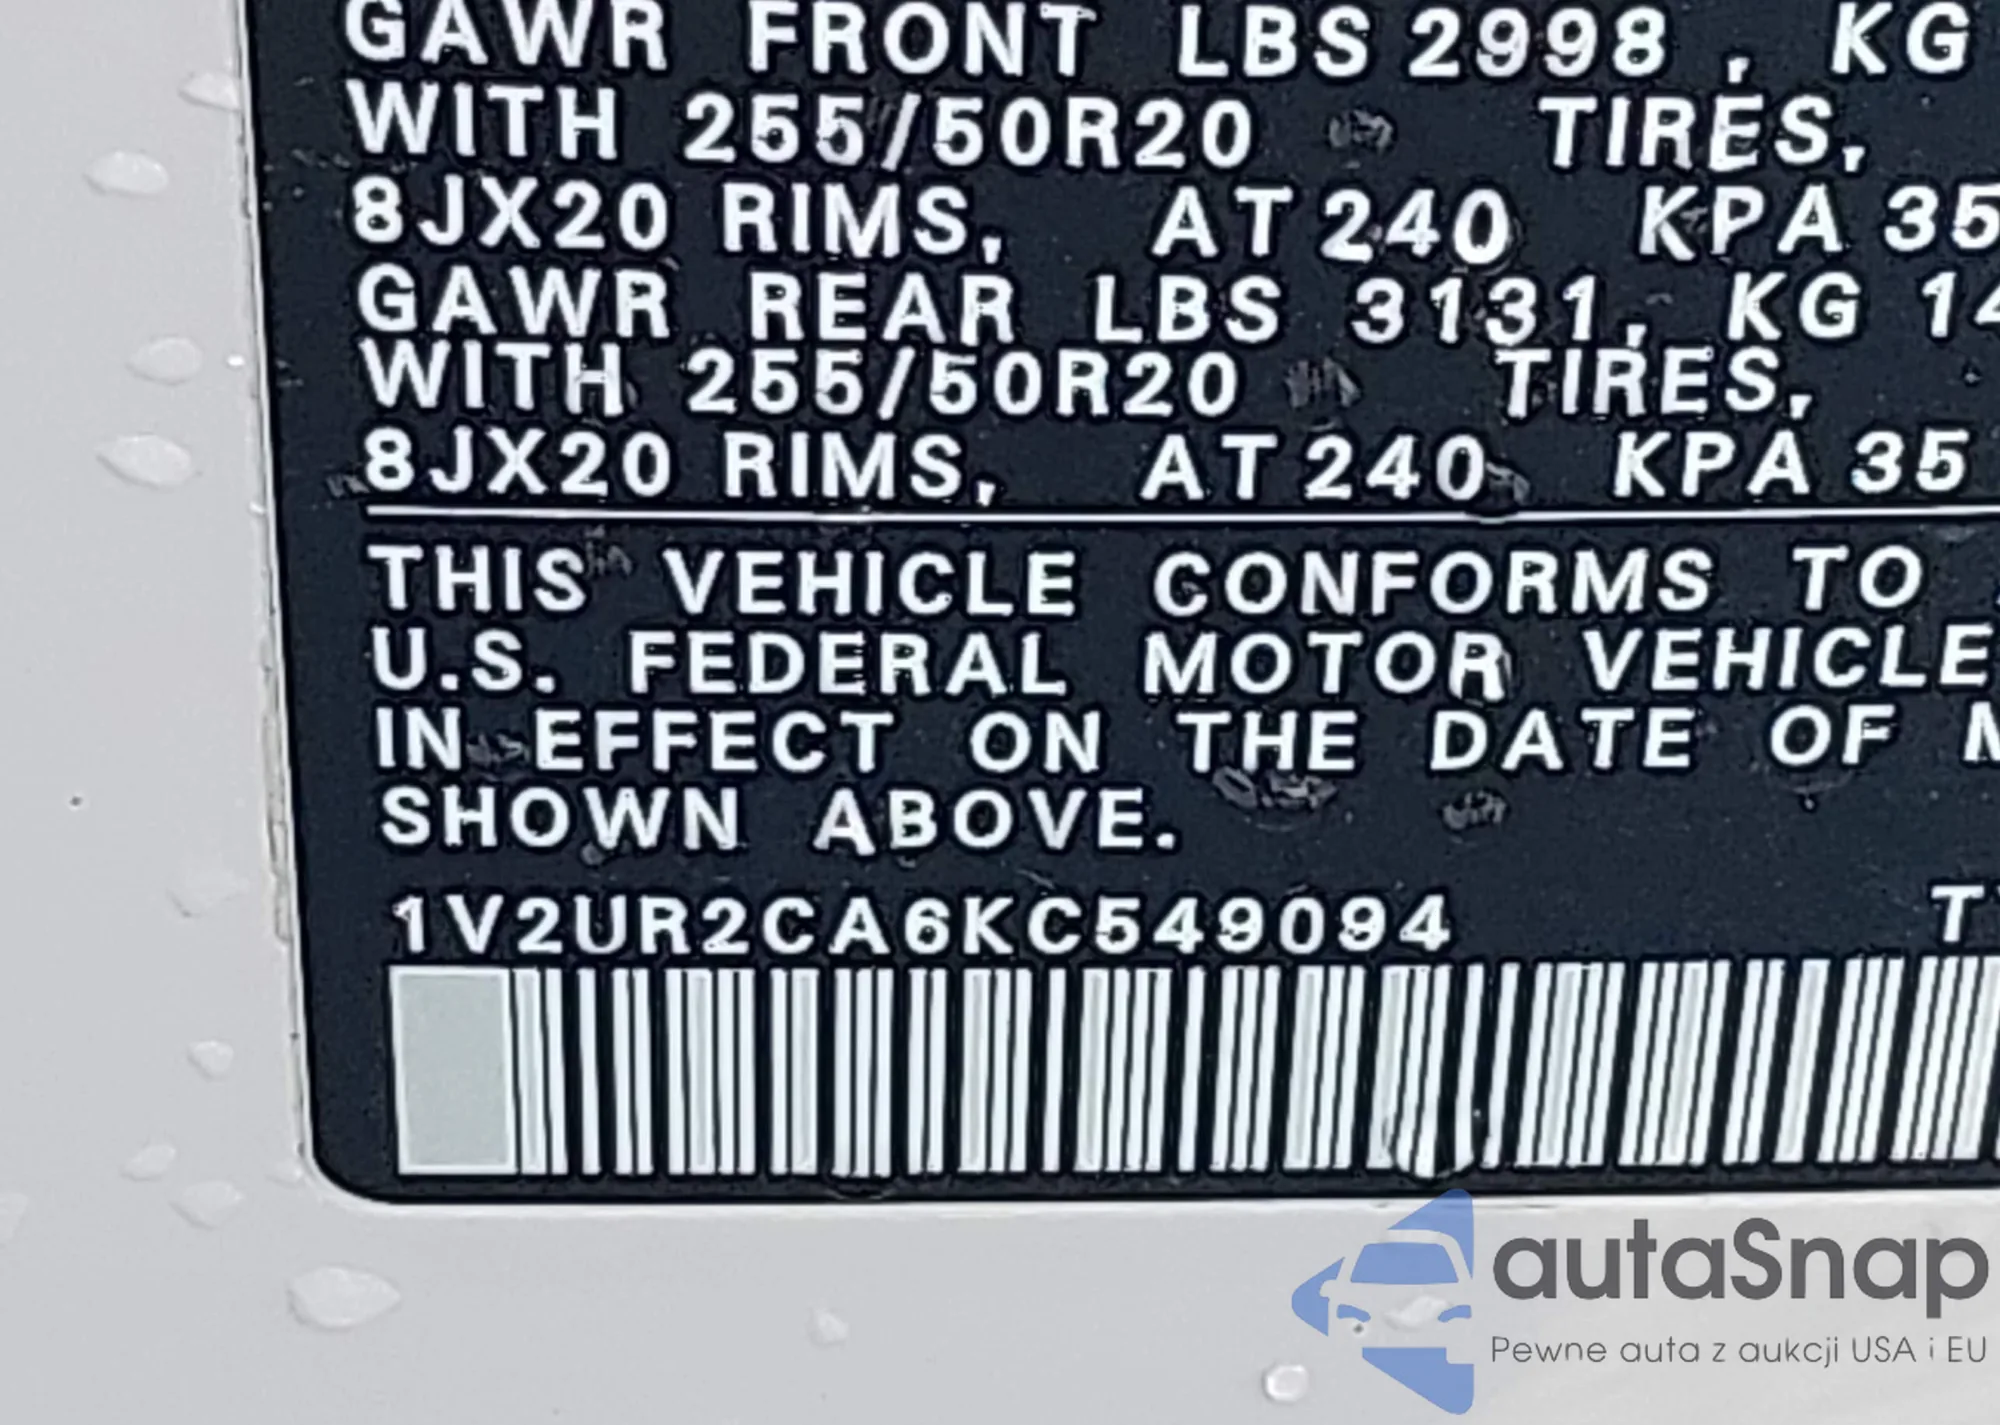 GAWR FRONT LBS 2998 , KG
WITH 255/50R20 TIRES,
8JX20 RIMS, AT 240 KPA 35
GAWR REAR LBS 3131, KG 14
WITH 255/50R20 TIRES,
8JX20 RIMS, AT 240 KPA 35
THIS VEHICLE CONFORMS TO
U.S. FEDERAL MOTOR VEHICLE
IN EFFECT ON THE DATE OF M
SHOWN ABOVE.
1V2UR2CA6KC549094 TY
autaSnap
Pewne auta z aukcji USA i EU